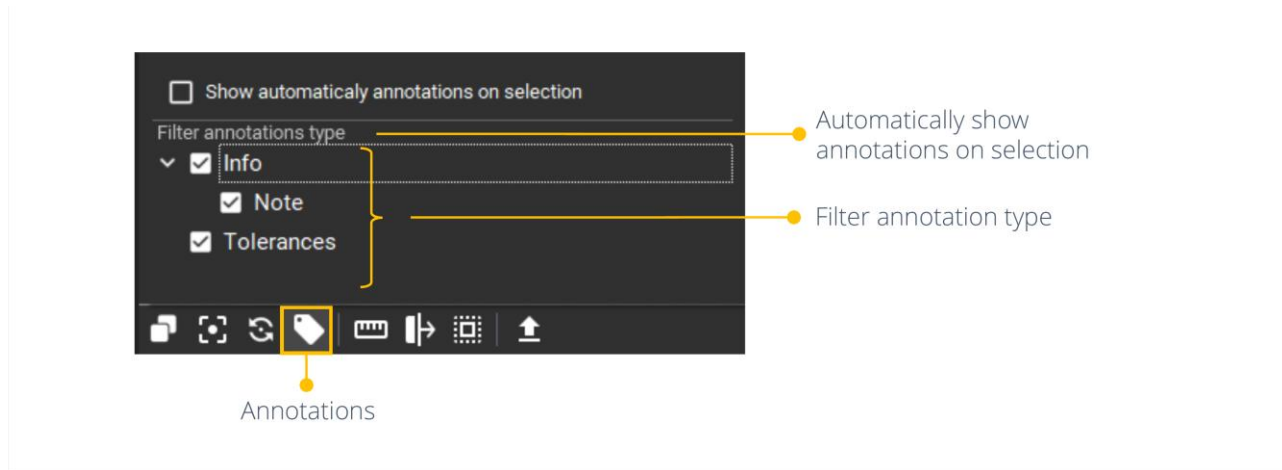 Show automaticaly annotations on selection
Filter annotations type
Info
Note
Tolerances
Automatically show
annotations on selection
Filter annotation type
Annotations